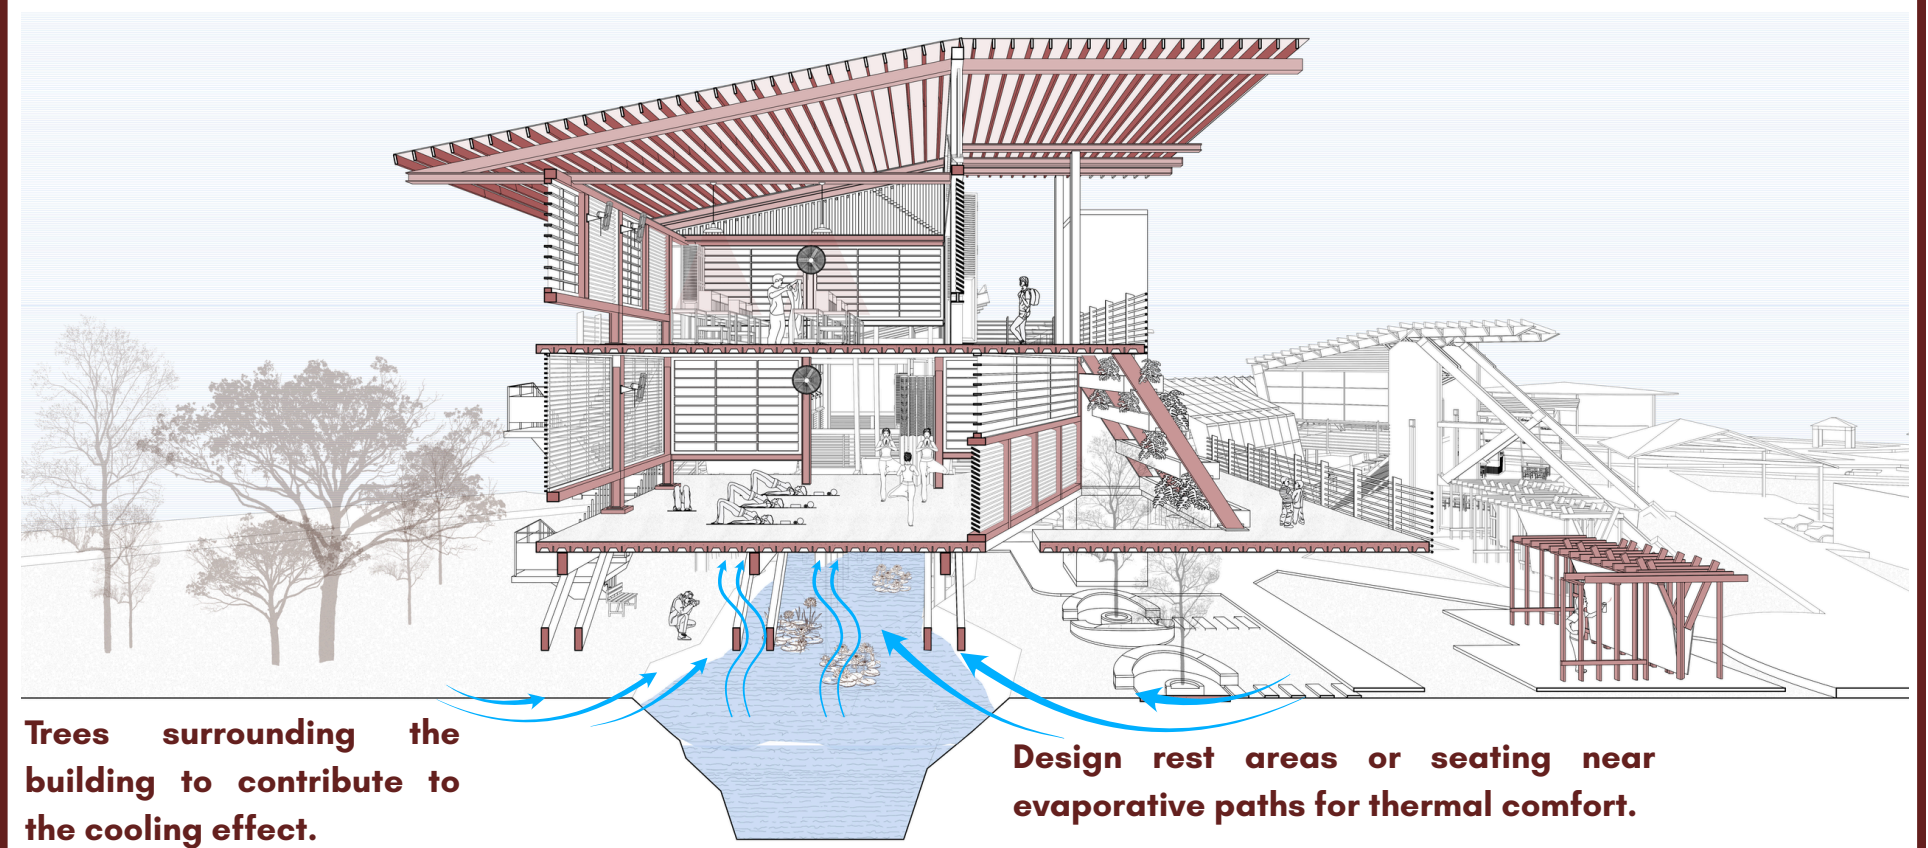 Trees surrounding the
building to contribute to
the cooling effect.
Design rest areas or seating near
evaporative paths for thermal comfort.